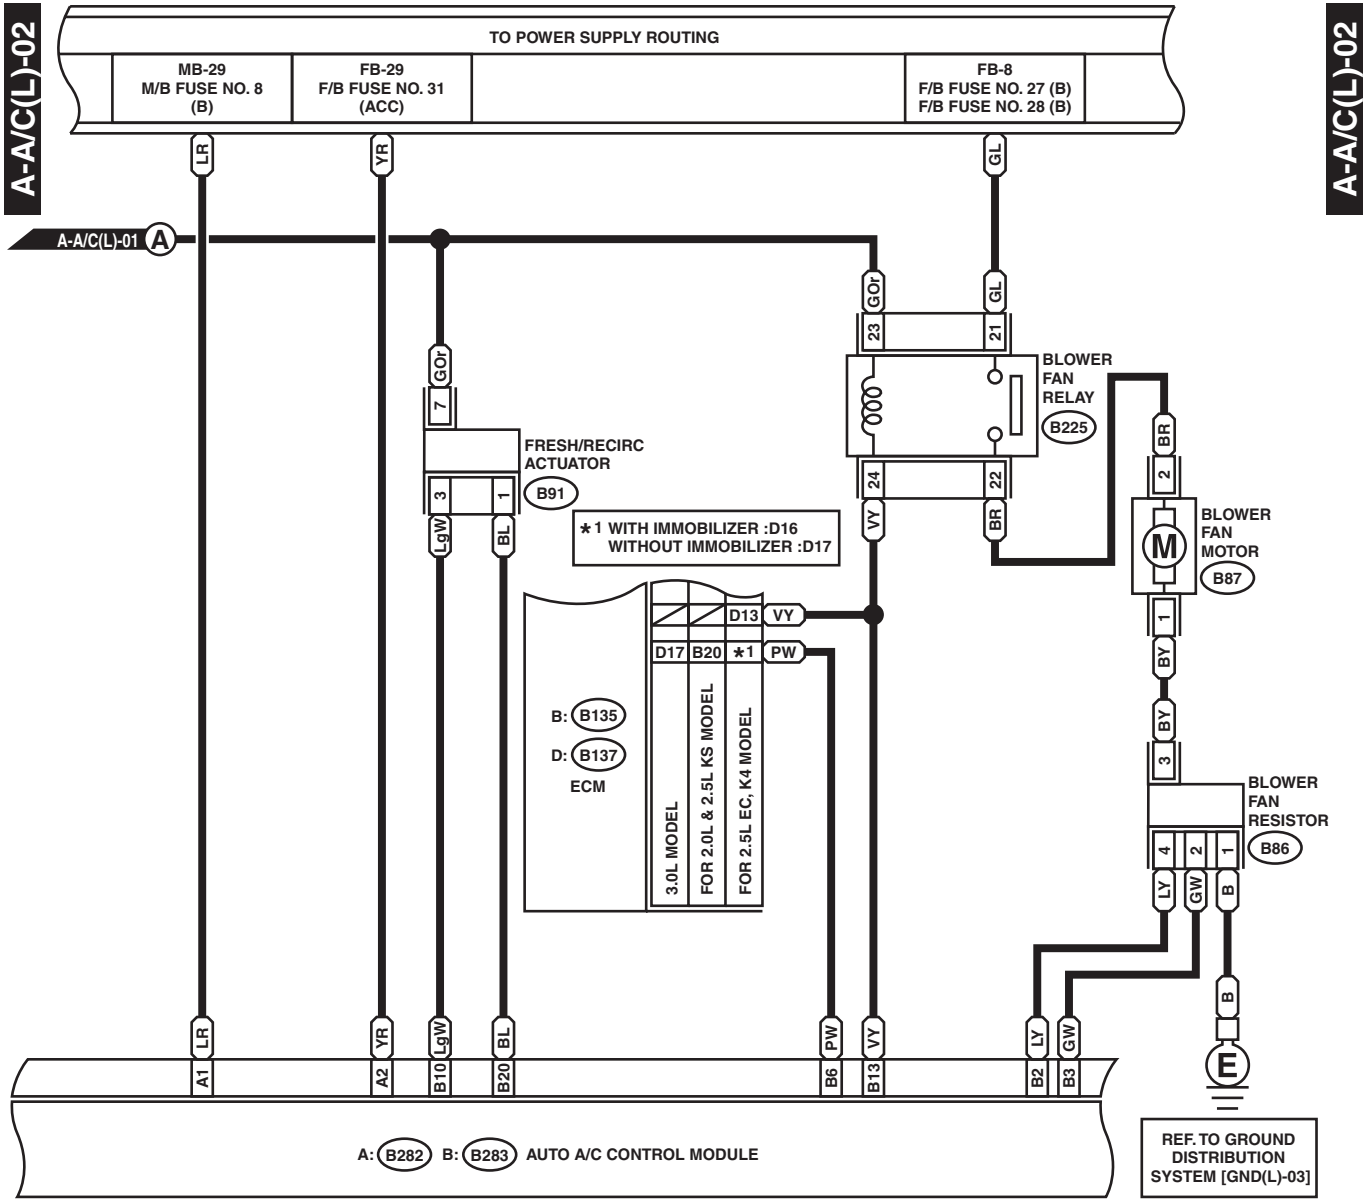 A-A/C(L)-02
A-A/C(L)-02
TO POWER SUPPLY ROUTING
MB-29
M/B FUSE NO. 8
(B)
FB-29
F/B FUSE NO. 31
(ACC)
FB-8
F/B FUSE NO. 27 (B)
F/B FUSE NO. 28 (B)
LR
YR
GL
A-A/C(L)-01
A
GOr
GL
23
21
BLOWER
FAN
RELAY
B225
GOr
7
FRESH/RECIRC
ACTUATOR
B91
3
1
LgW
BL
24
22
VY
BR
BR
2
M
BLOWER
FAN
MOTOR
B87
1
BY
BY
3
*1 WITH IMMOBILIZER :D16
WITHOUT IMMOBILIZER :D17
D13
VY
D17
B20
*1
PW
B: B135
D: B137
ECM
3.0L MODEL
FOR 2.0L & 2.5L KS MODEL
FOR 2.5L EC, K4 MODEL
BLOWER
FAN
RESISTOR
B86
4
2
1
LY
GW
B
B
E
LR
YR
LgW
BL
PW
VY
LY
GW
A1
A2
B10
B20
B6
B13
B2
B3
A: B282 B: B283 AUTO A/C CONTROL MODULE
REF. TO GROUND
DISTRIBUTION
SYSTEM [GND(L)-03]